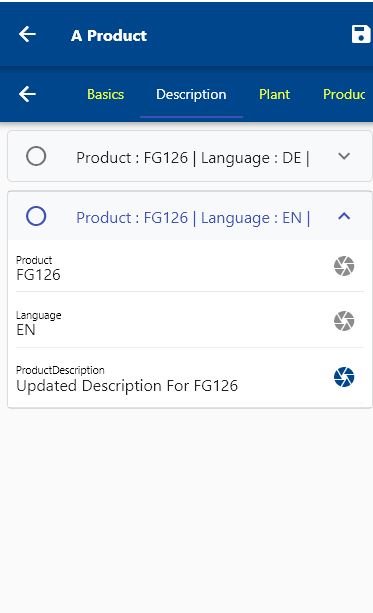 A Product
Basics Description Plant Produc
Product : FG126 | Language : DE |
Product : FG126 | Language : EN |
Product
FG126
Language
EN
ProductDescription
Updated Description For FG126